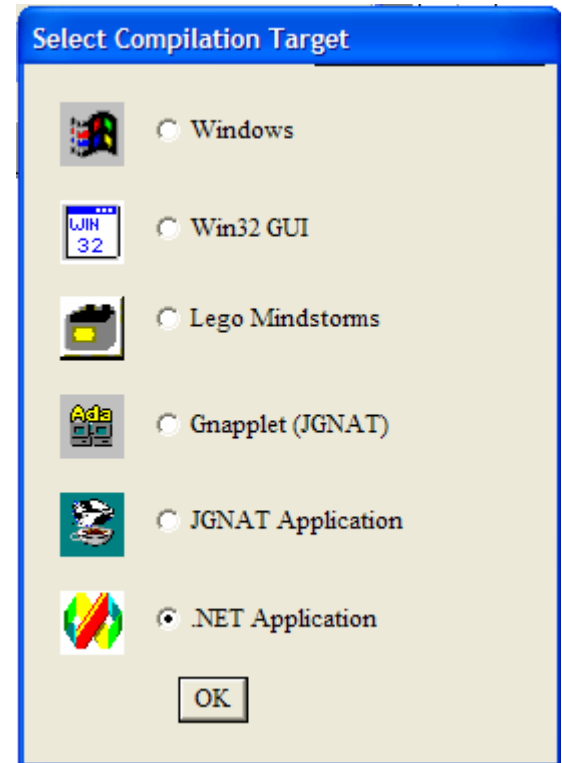 Select Compilation Target
Windows
WIN
32
Win32 GUI
Lego Mindstorms
Ada
Gnapplet (JGNAT)
JGNAT Application
.NET Application
OK